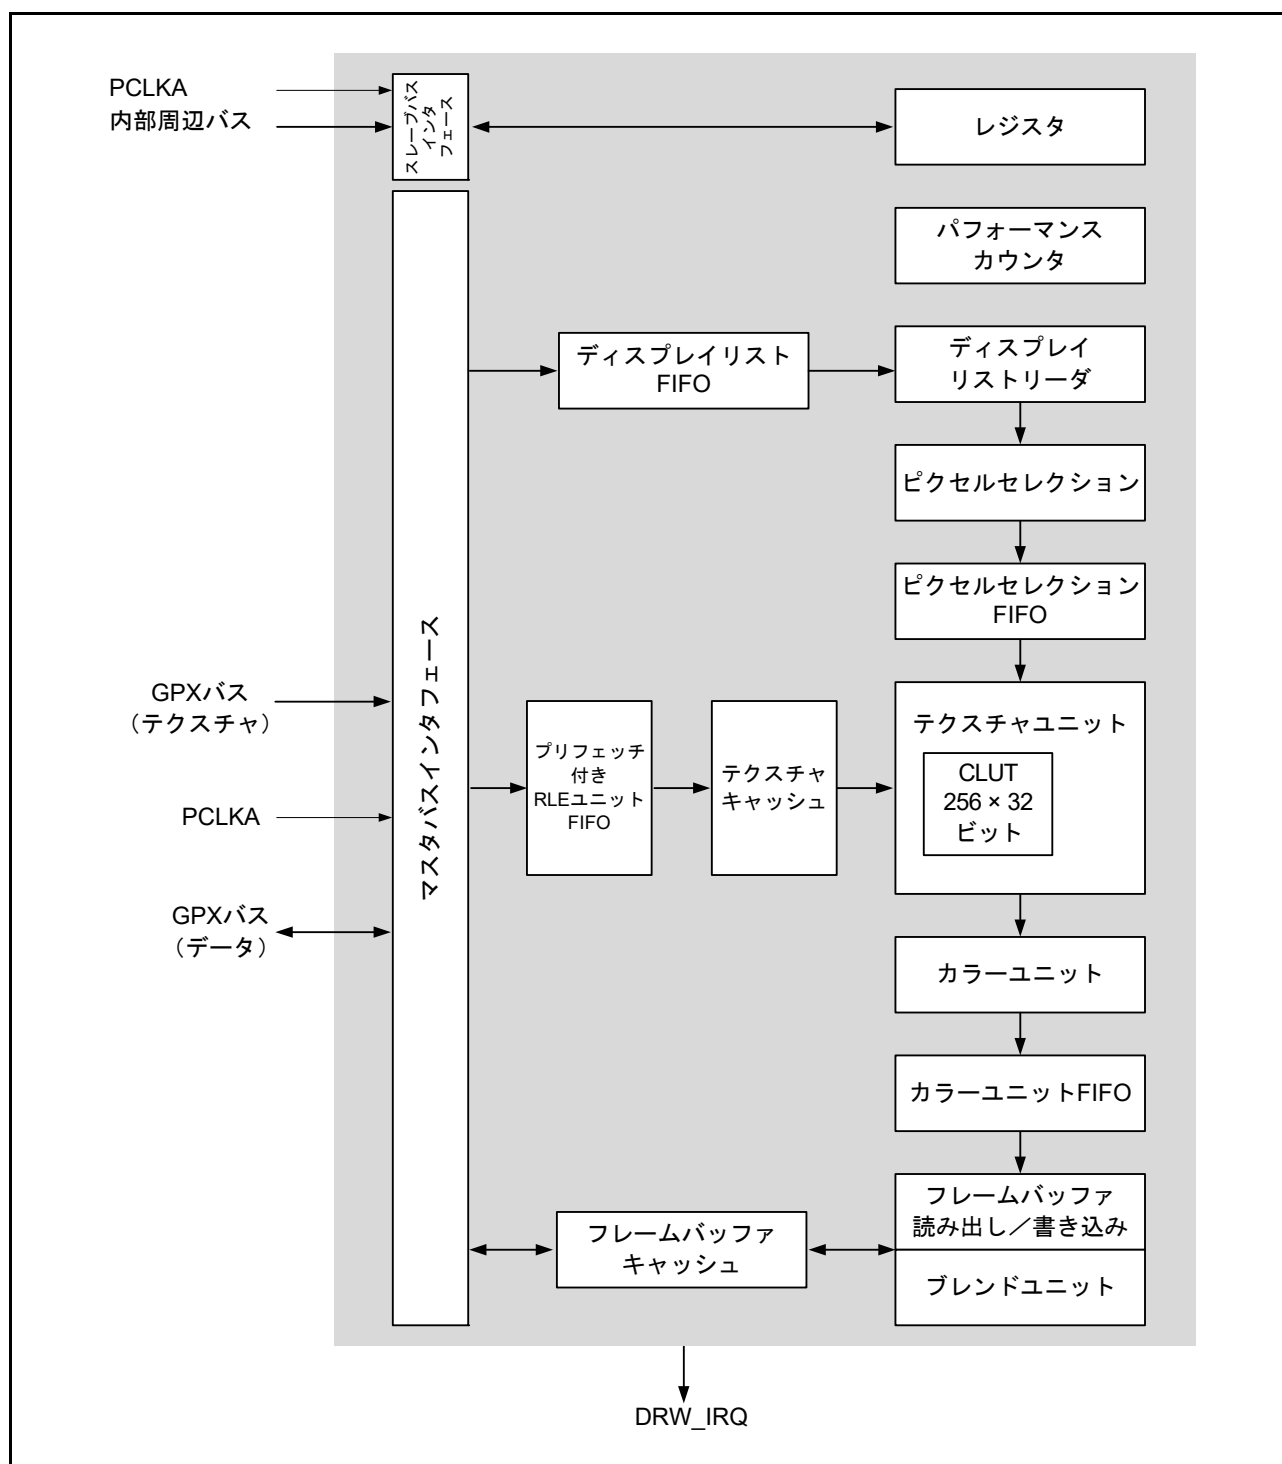 PCLKA
内部周辺バス
スレーブバス
インタ
フェース
レジスタ
パフォーマンス
カウンタ
ディスプレイリスト
FIFO
ディスプレイ
リストリーダ
ピクセルセレクション
ピクセルセレクション
FIFO
マスタバスインタフェース
GPXバス
（テクスチャ）
PCLKA
GPXバス
（データ）
プリフェッチ
付き
RLEユニット
FIFO
テクスチャ
キャッシュ
テクスチャユニット
CLUT
256 × 32
ビット
カラーユニット
カラーユニットFIFO
フレームバッファ
キャッシュ
フレームバッファ
読み出し／書き込み
ブレンドユニット
DRW_IRQ